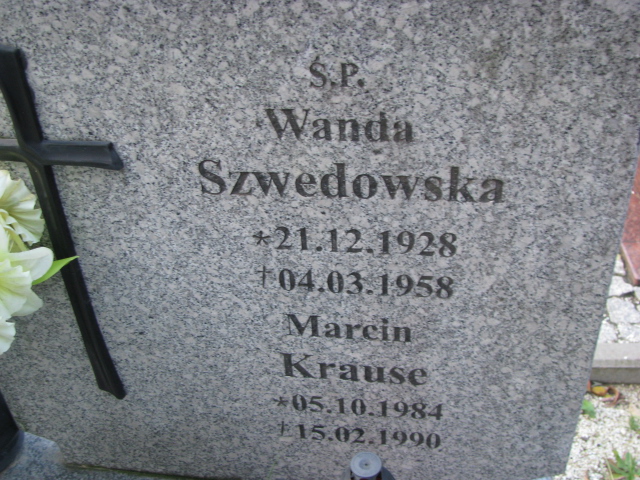 Ś.P.
Wanda
Szwedowska
*21.12.1928
†04.03.1958
Marcin
Krause
*05.10.1984
†15.02.1990